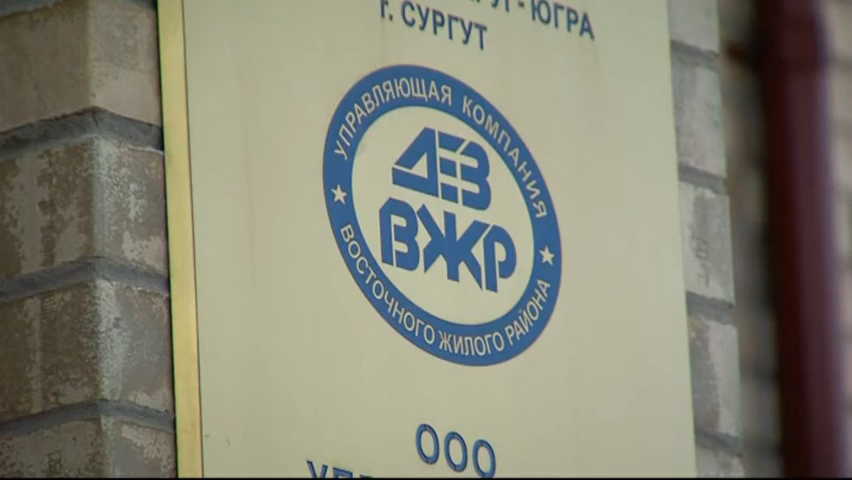 г. СУРГУТ
УПРАВЛЯЮЩАЯ КОМПАНИЯ
ДЕЗ
ВЖР
ВОСТОЧНОГО ЖИЛОГО РАЙОНА
ООО